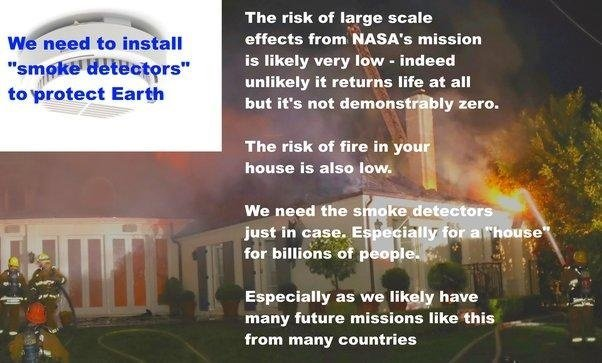 We need to install
"smoke detectors"
to protect Earth
The risk of large scale
effects from NASA's mission
is likely very low - indeed
unlikely it returns life at all
but it's not demonstrably zero.
The risk of fire in your
house is also low.
We need the smoke detectors
just in case. Especially for a "house"
for billions of people.
Especially as we likely have
many future missions like this
from many countries